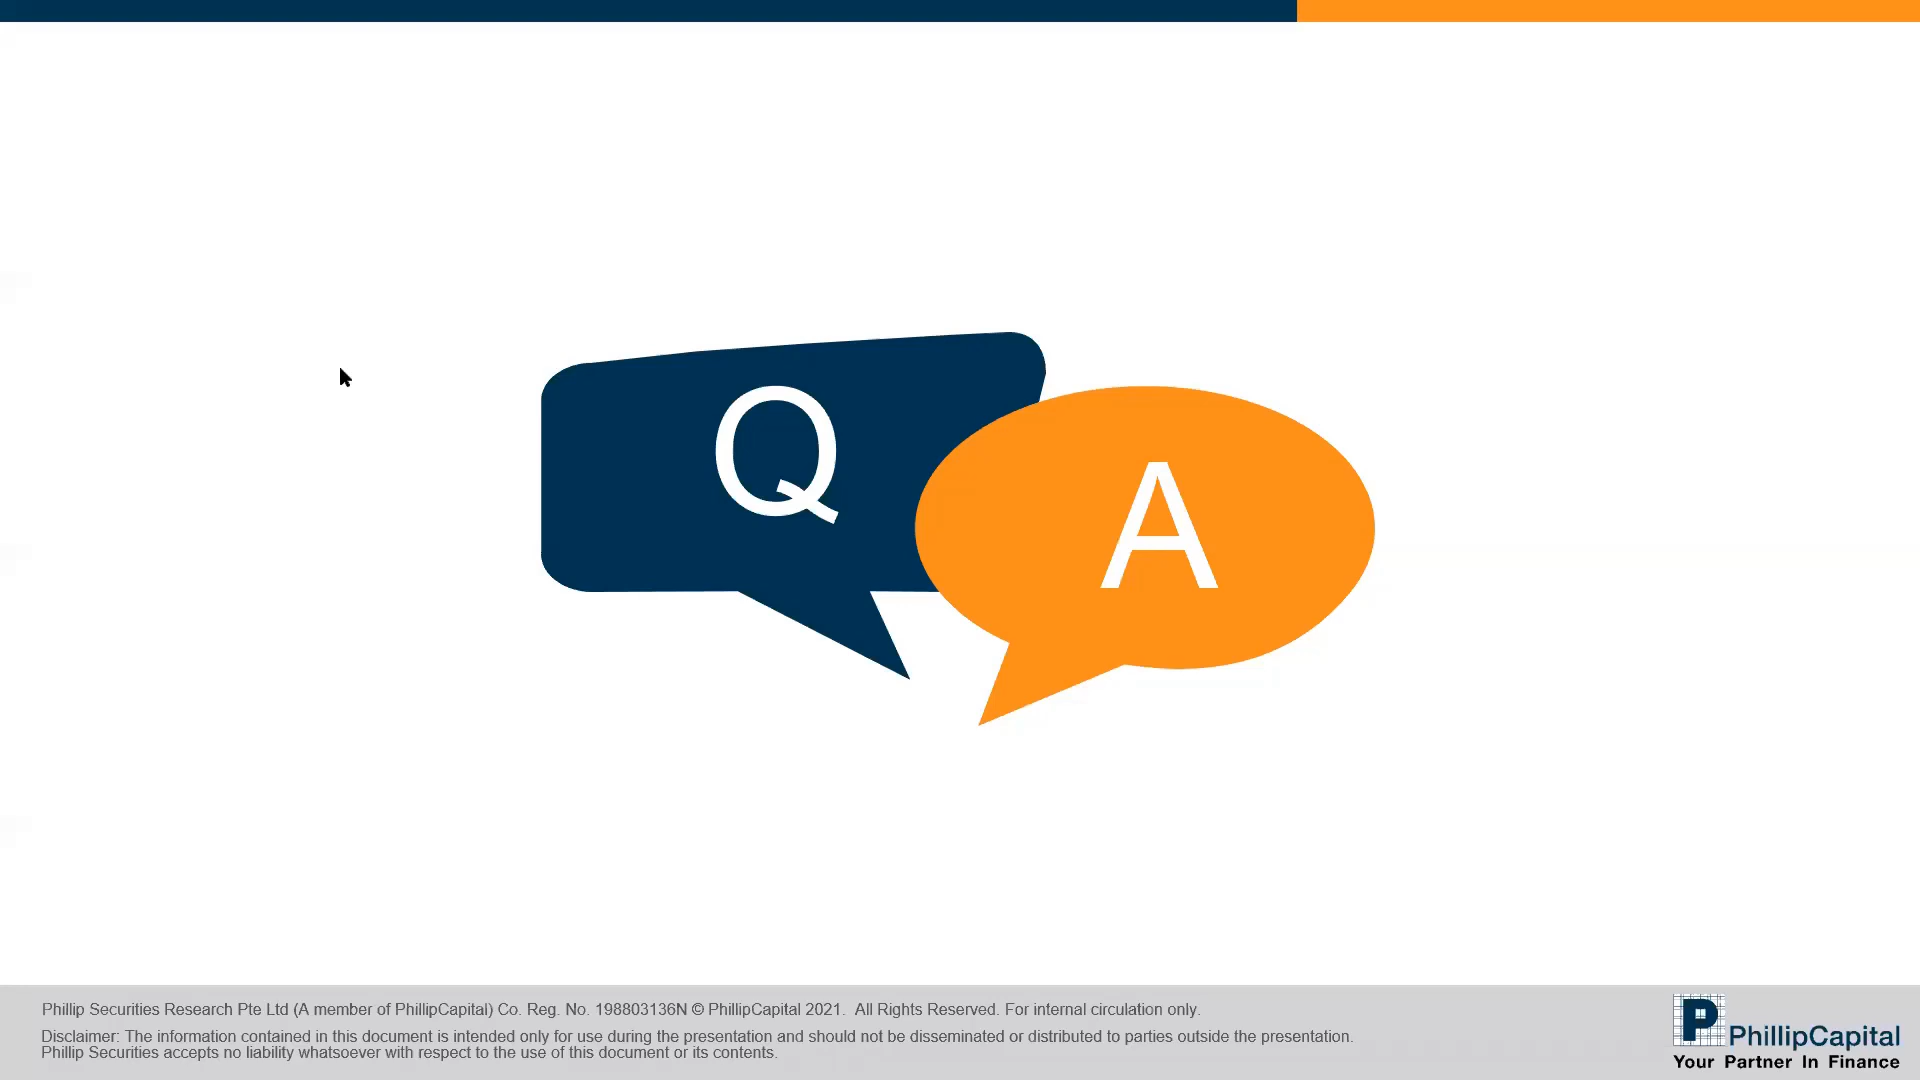 Q
A
Phillip Securities Research Pte Ltd (A member of PhillipCapital) Co. Reg. No. 198803136N © PhillipCapital 2021.  All Rights Reserved. For internal circulation only.
Disclaimer: The information contained in this document is intended only for use during the presentation and should not be disseminated or distributed to parties outside the presentation.
Phillip Securities accepts no liability whatsoever with respect to the use of this document or its contents.
P
PhillipCapital
Your Partner In Finance